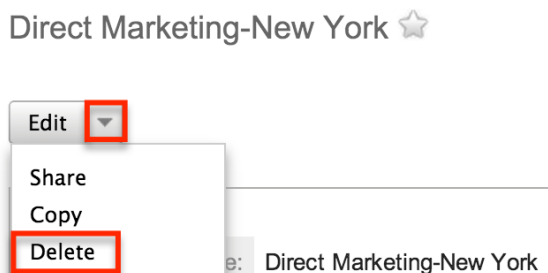 Direct Marketing-New York
Edit
Share
Copy
Delete
e: Direct Marketing-New York